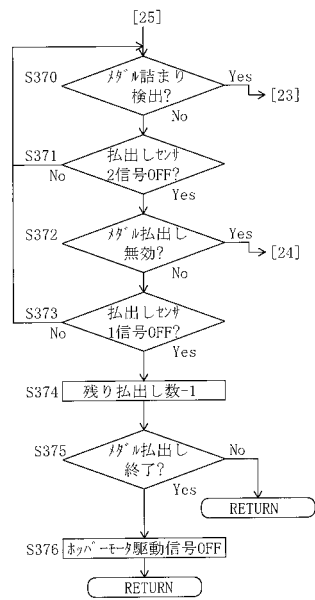 [25]
S370
ﾒﾀﾞﾙ詰まり
検出?
Yes
[23]
No
S371
払出しｾﾝｻ
2信号OFF?
No
Yes
S372
ﾒﾀﾞﾙ払出し
無効?
Yes
[24]
No
S373
払出しｾﾝｻ
1信号OFF?
No
Yes
S374
残り払出し数-1
S375
ﾒﾀﾞﾙ払出し
終了?
No
Yes
RETURN
S376
ﾎｯﾊﾟｰﾓｰﾀ駆動信号OFF
RETURN